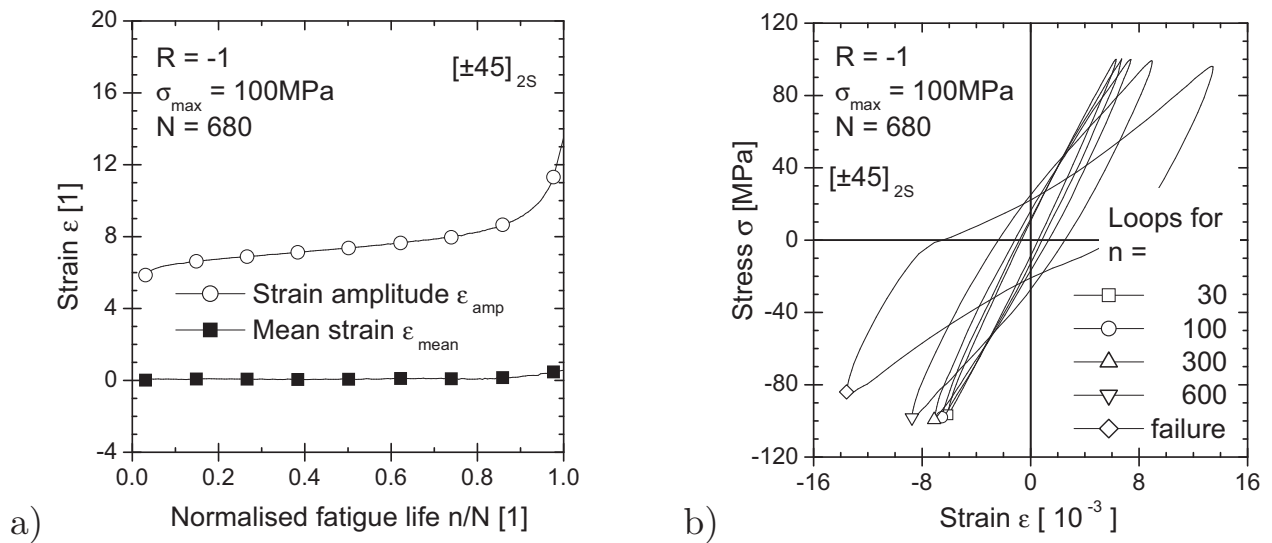 20
16
12
8
4
0
-4
0.0 0.2 0.4 0.6 0.8 1.0
Strain ε [1]
Normalised fatigue life n/N [1]
R = -1
σmax = 100MPa
N = 680
[±45]2S
Strain amplitude εamp
Mean strain εmean
a)
120
80
40
0
-40
-80
-120
-16 -8 0 8 16
Stress σ [MPa]
Strain ε [ 10-3 ]
R = -1
σmax = 100MPa
N = 680
[±45]2S
Loops for
n =
30
100
300
600
failure
b)